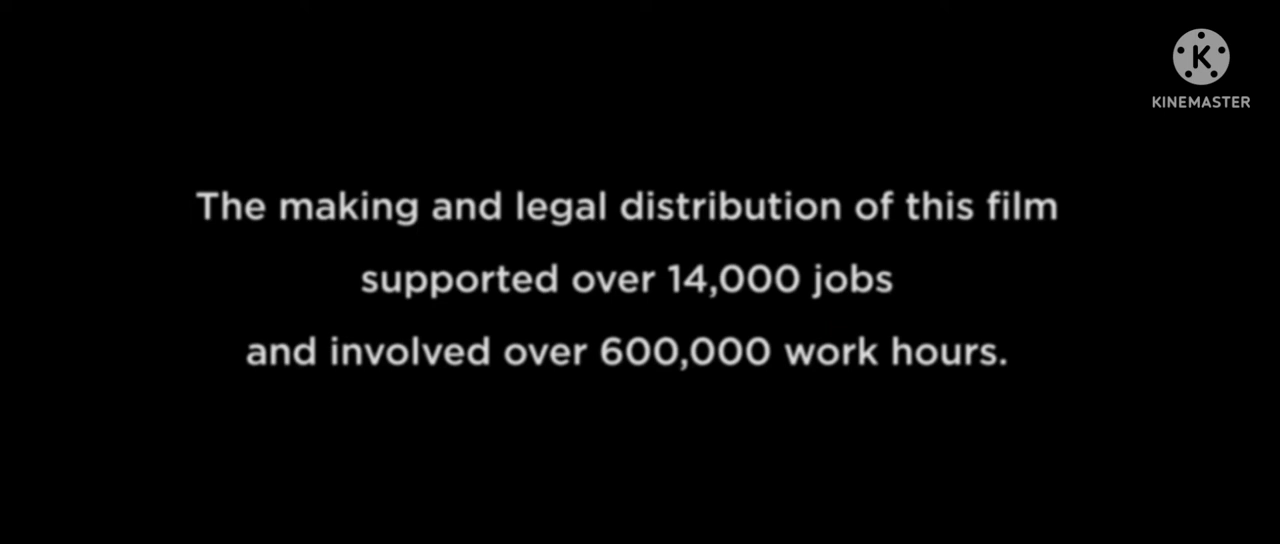 K
KINEMASTER
The making and legal distribution of this film
supported over 14,000 jobs
and involved over 600,000 work hours.